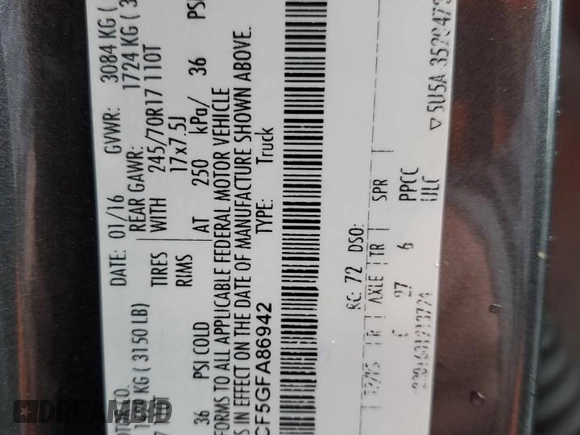 DATE: 01/16 GVWR: 3084 KG (
REAR GAWR: 1724 KG (
TIRES WITH 245/70R17 110T
KG ( 3150 LB) RIMS 17x7.5J
36 PSI COLD AT 250 kPa/ 36 PSI
TO ALL APPLICABLE FEDERAL MOTOR VEHICLE
IN EFFECT ON THE DATE OF MANUFACTURE SHOWN ABOVE.
CF5GFA86942 TYPE: Truck
RC: 72 DSO:
AXLE TR SPR
27 6 PPCC
ULC
5U5A
DREAMBID.COM